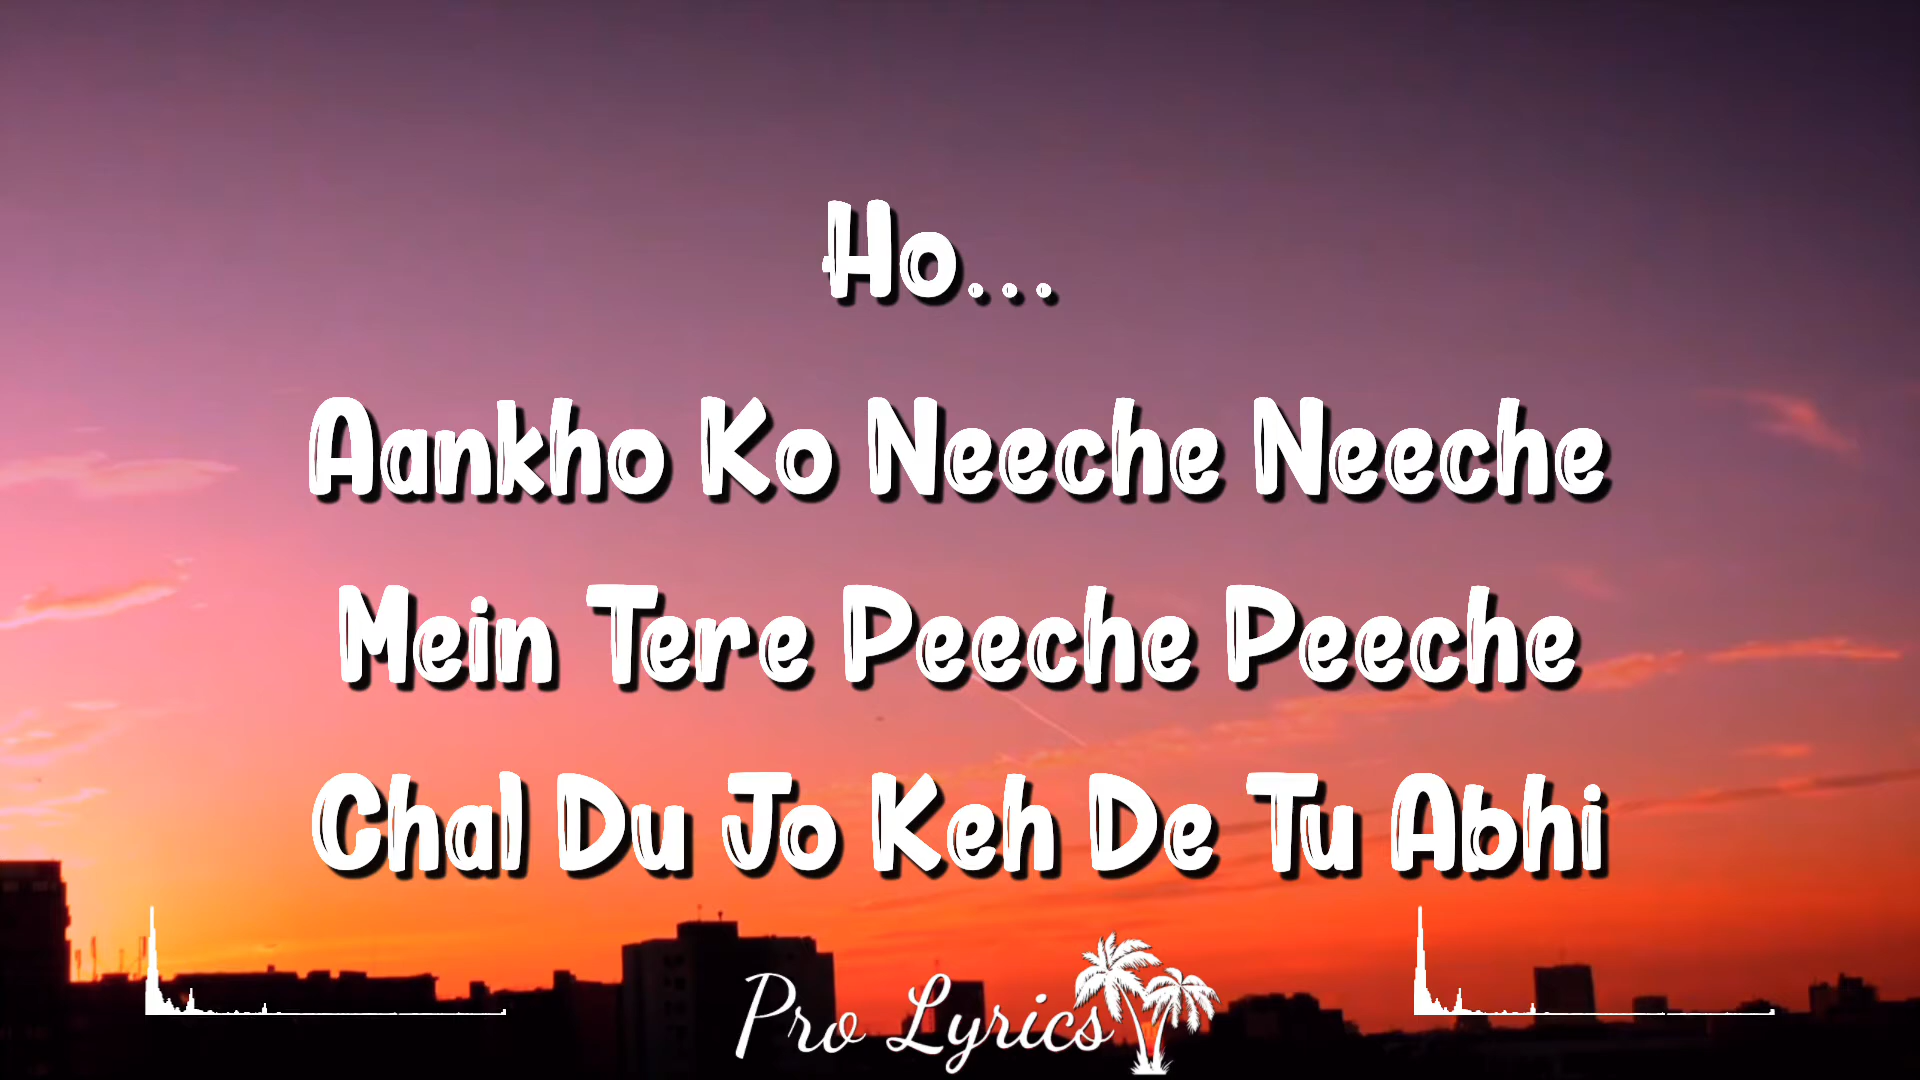 Ho...
Aankho Ko Neeche Neeche
Mein Tere Peeche Peeche
Chal Du Jo Keh De Tu Abhi
Pro Lyrics